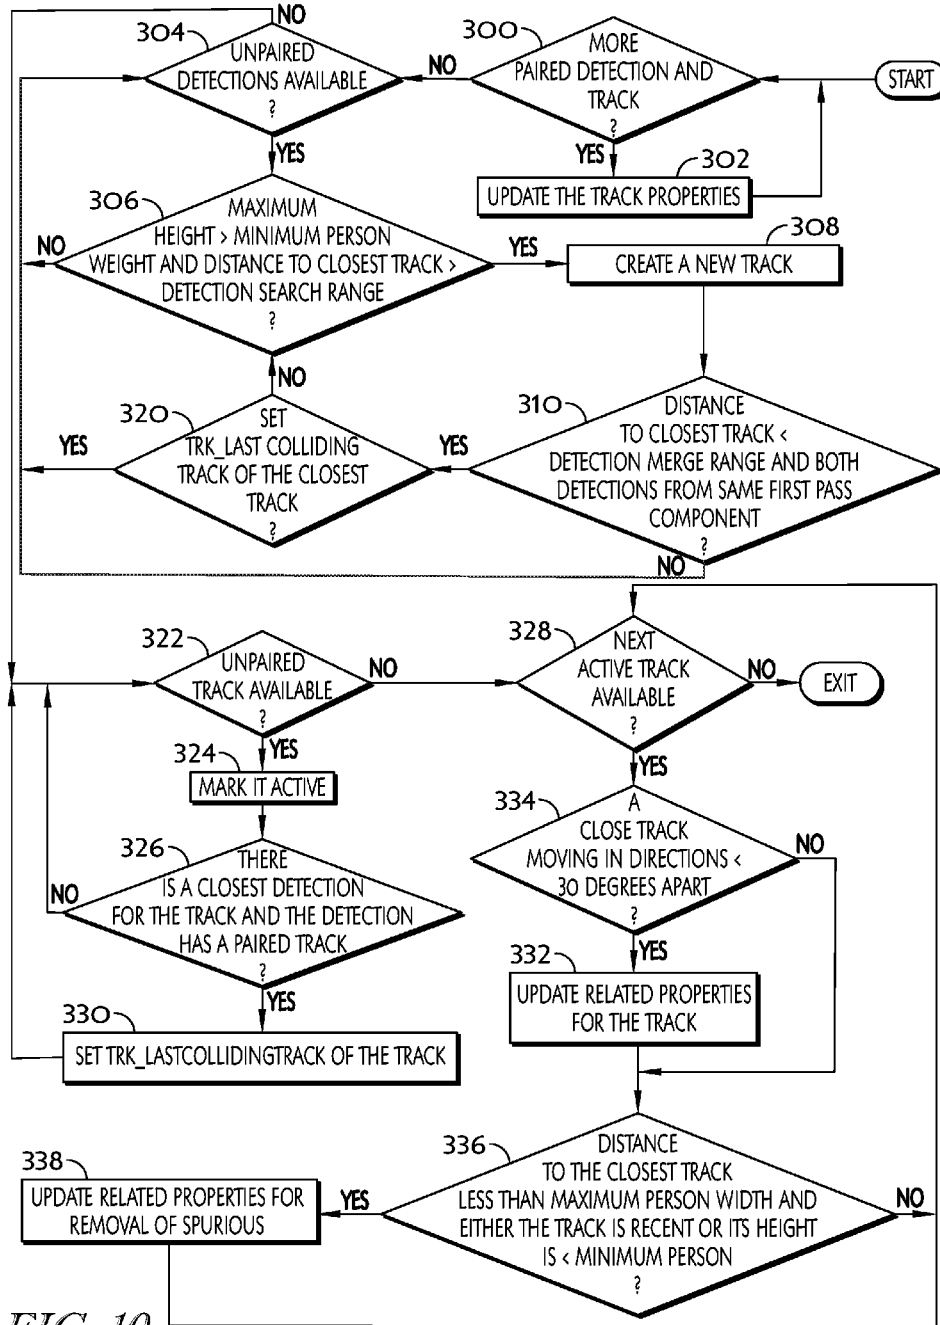 NO
304
UNPAIRED
DETECTIONS AVAILABLE
?
NO
300
MORE
PAIRED DETECTION AND
TRACK
?
START
YES
YES
302
UPDATE THE TRACK PROPERTIES
306
MAXIMUM
HEIGHT > MINIMUM PERSON
WEIGHT AND DISTANCE TO CLOSEST TRACK >
DETECTION SEARCH RANGE
?
NO
YES
308
CREATE A NEW TRACK
NO
320
SET
TRK_LAST COLLIDING
TRACK OF THE CLOSEST
TRACK
?
YES
YES
310
DISTANCE
TO CLOSEST TRACK <
DETECTION MERGE RANGE AND BOTH
DETECTIONS FROM SAME FIRST PASS
COMPONENT
?
NO
322
UNPAIRED
TRACK AVAILABLE
?
NO
328
NEXT
ACTIVE TRACK
AVAILABLE
?
NO
EXIT
YES
324
MARK IT ACTIVE
YES
334
A
CLOSE TRACK
MOVING IN DIRECTIONS <
30 DEGREES APART
?
NO
326
THERE
IS A CLOSEST DETECTION
FOR THE TRACK AND THE DETECTION
HAS A PAIRED TRACK
?
NO
YES
YES
332
UPDATE RELATED PROPERTIES
FOR THE TRACK
330
SET TRK_LASTCOLLIDINGTRACK OF THE TRACK
336
DISTANCE
TO THE CLOSEST TRACK
LESS THAN MAXIMUM PERSON WIDTH AND
EITHER THE TRACK IS RECENT OR ITS HEIGHT
IS < MINIMUM PERSON
?
NO
YES
338
UPDATE RELATED PROPERTIES FOR
REMOVAL OF SPURIOUS
FIG. 10